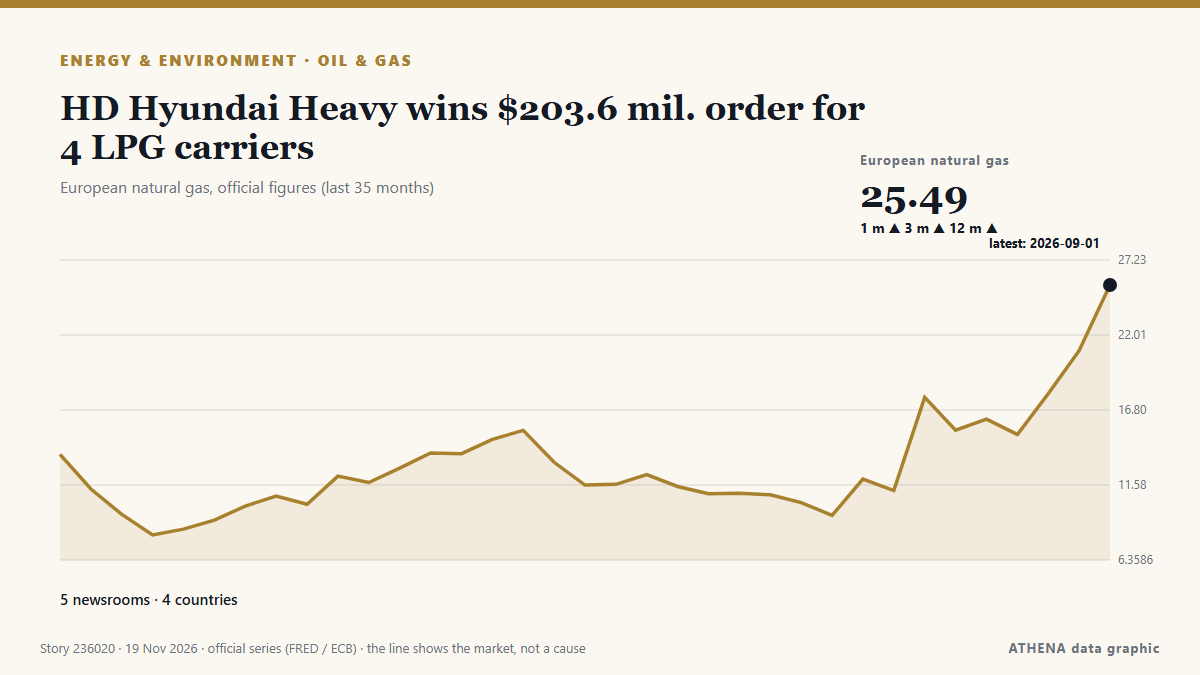 ENERGY & ENVIRONMENT · OIL & GAS
HD Hyundai Heavy wins $203.6 mil. order for
4 LPG carriers
European natural gas, official figures (last 35 months)
European natural gas
25.49
1 m ▲ 3 m ▲ 12 m ▲
latest: 2026-09-01
27.23
22.01
16.80
11.58
6.3586
5 newsrooms · 4 countries
Story 236020 · 19 Nov 2026 · official series (FRED / ECB) · the line shows the market, not a cause
ATHENA data graphic